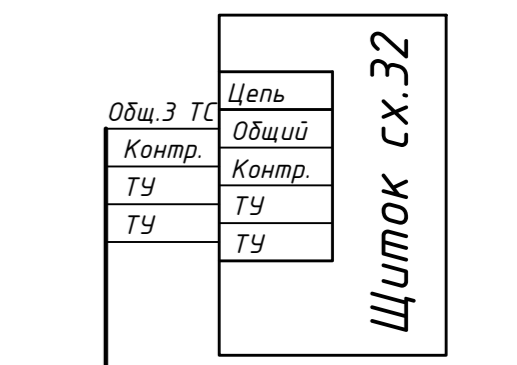 Цепь
Общ.3 ТС
Общий
Контр.
Контр.
ТУ
ТУ
ТУ
ТУ
Щиток сх.32